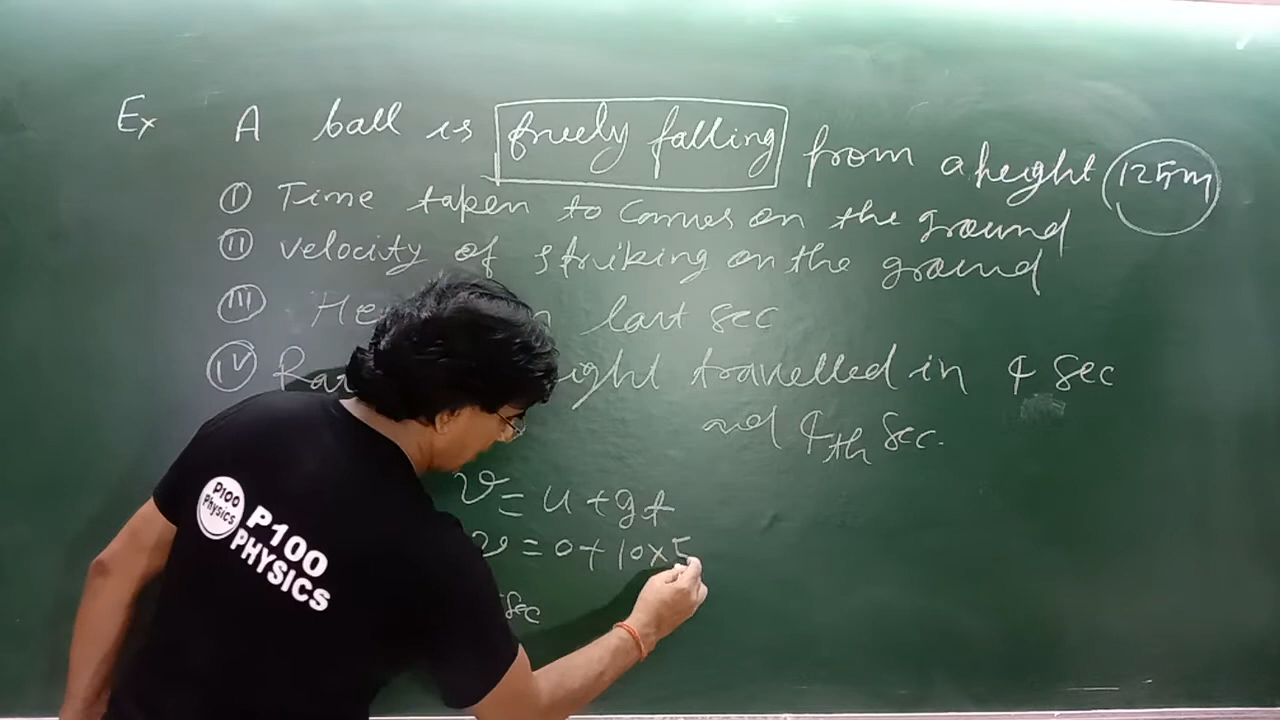 Ex A ball is freely falling from a height 125m
(I) Time taken to comes on the ground
(II) velocity of striking on the ground
(III) last sec
(IV) travelled in 4 sec
and 4th sec.
v = u + gt
v = 0 + 10 x 5
sec
P100 Physics
P100
PHYSICS